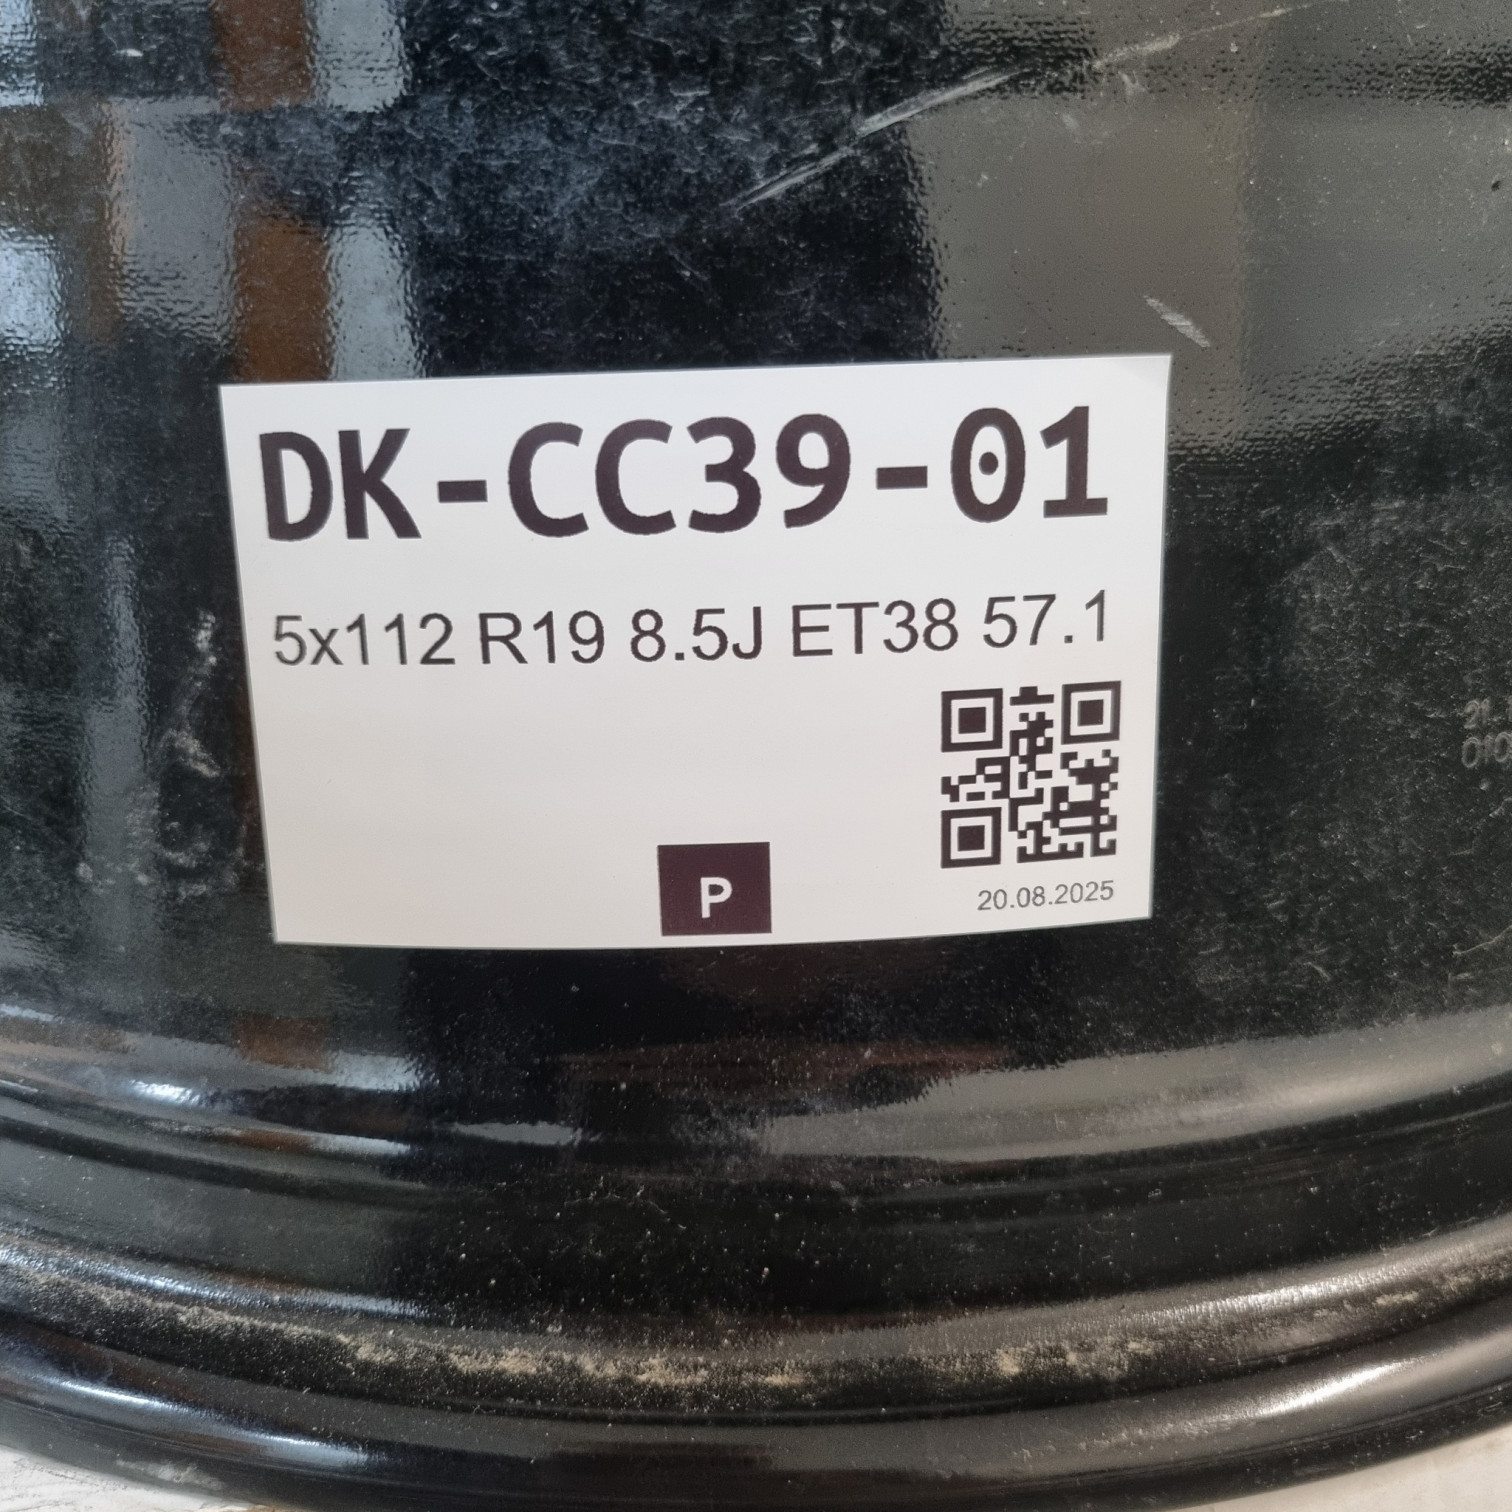 DK-CC39-01
5x112 R19 8.5J ET38 57.1
P
20.08.2025